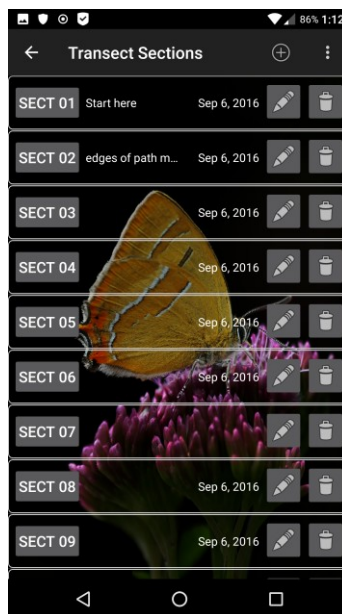 86% 1:12
Transect Sections
SECT 01 Start here Sep 6, 2016
SECT 02 edges of path m... Sep 6, 2016
SECT 03 Sep 6, 2016
SECT 04 Sep 6, 2016
SECT 05 Sep 6, 2016
SECT 06 Sep 6, 2016
SECT 07 Sep 6, 2016
SECT 08 Sep 6, 2016
SECT 09 Sep 6, 2016